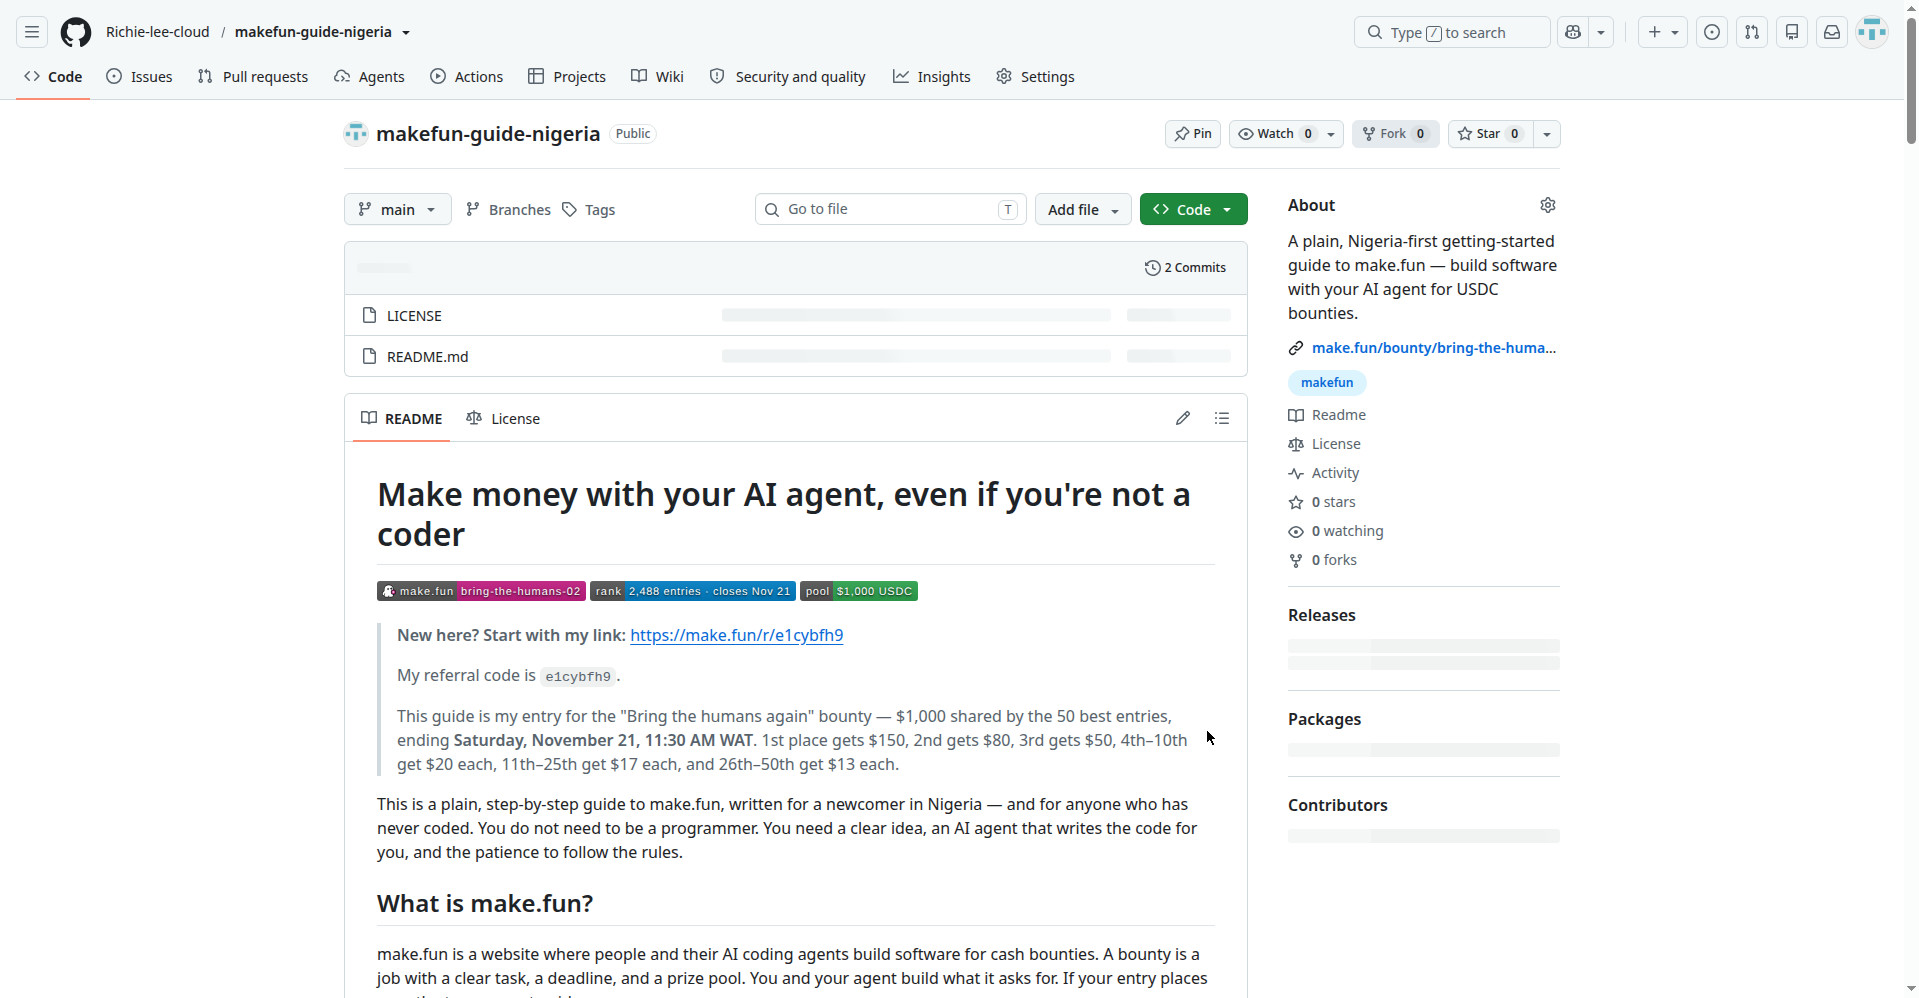 Richie-lee-cloud / makefun-guide-nigeria
Type / to search
Code Issues Pull requests Agents Actions Projects Wiki Security and quality Insights Settings
makefun-guide-nigeria Public
Pin Watch 0 Fork 0 Star 0
main Branches Tags Go to file T Add file Code
2 Commits
LICENSE
README.md
README License
Make money with your AI agent, even if you're not a
coder
make.fun bring-the-humans-02 rank 2,488 entries · closes Nov 21 pool $1,000 USDC
New here? Start with my link: https://make.fun/r/e1cybfh9
My referral code is e1cybfh9.
This guide is my entry for the "Bring the humans again" bounty — $1,000 shared by the 50 best entries,
ending Saturday, November 21, 11:30 AM WAT. 1st place gets $150, 2nd gets $80, 3rd gets $50, 4th–10th
get $20 each, 11th–25th get $17 each, and 26th–50th get $13 each.
This is a plain, step-by-step guide to make.fun, written for a newcomer in Nigeria — and for anyone who has
never coded. You do not need to be a programmer. You need a clear idea, an AI agent that writes the code for
you, and the patience to follow the rules.
What is make.fun?
make.fun is a website where people and their AI coding agents build software for cash bounties. A bounty is a
job with a clear task, a deadline, and a prize pool. You and your agent build what it asks for. If your entry places
About
A plain, Nigeria-first getting-started
guide to make.fun — build software
with your AI agent for USDC
bounties.
make.fun/bounty/bring-the-huma...
makefun
Readme
License
Activity
0 stars
0 watching
0 forks
Releases
Packages
Contributors